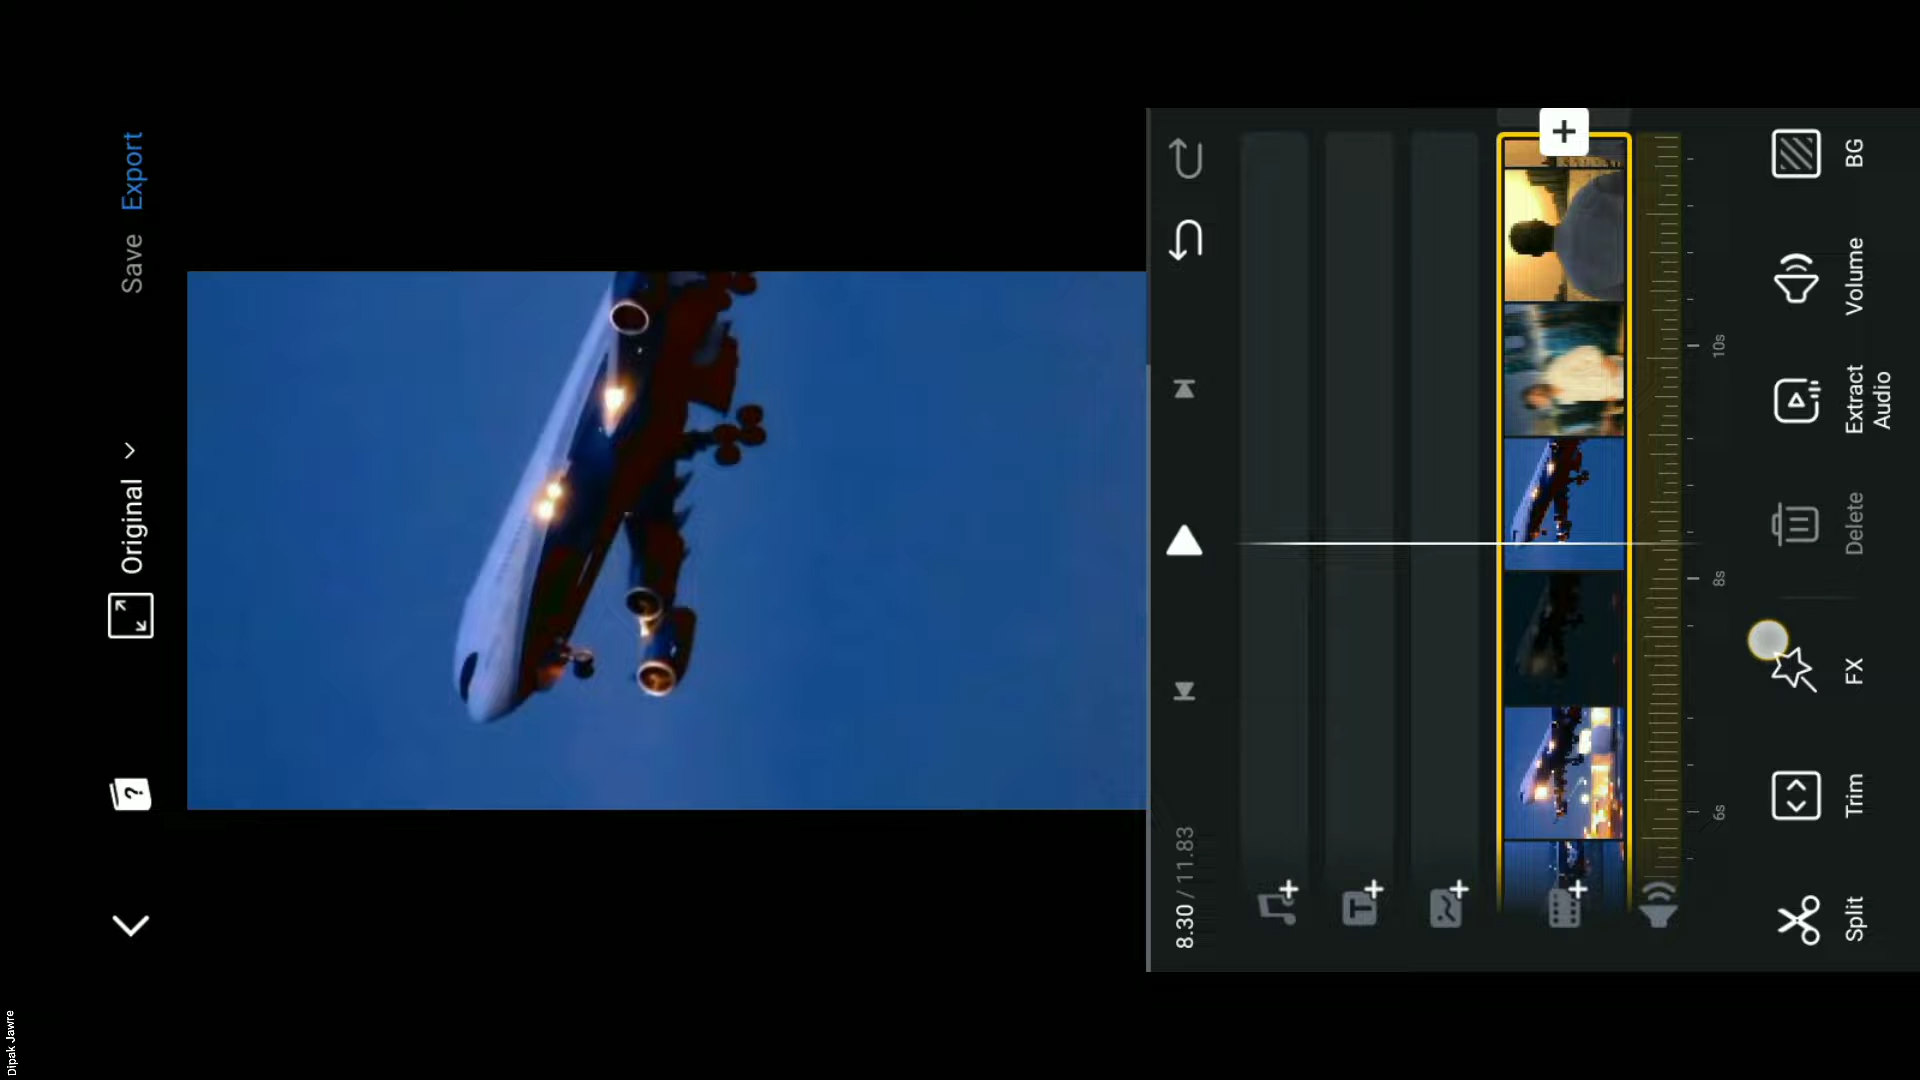 Original
Save Export
8.30 / 11.83
6s 8s 10s
Split Trim FX Delete Extract Audio Volume BG
Dipak Jawre